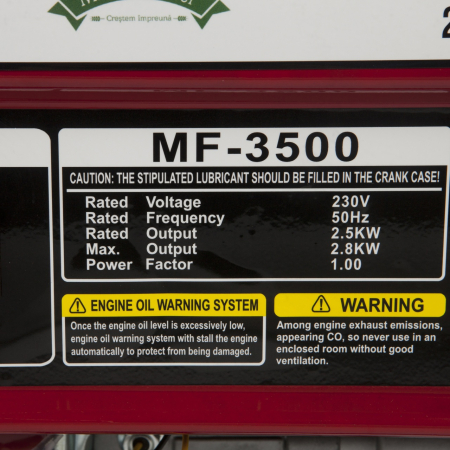 Creștem împreună
2
MF-3500
CAUTION: THE STIPULATED LUBRICANT SHOULD BE FILLED IN THE CRANK CASE!
Rated Voltage 230V
Rated Frequency 50Hz
Rated Output 2.5KW
Max. Output 2.8KW
Power Factor 1.00
ENGINE OIL WARNING SYSTEM
Once the engine oil level is excessively low,
engine oil warning system with stall the engine
automatically to protect from being damaged.
WARNING
Among engine exhaust emissions,
appearing CO, so never use in an
enclosed room without good
ventilation.